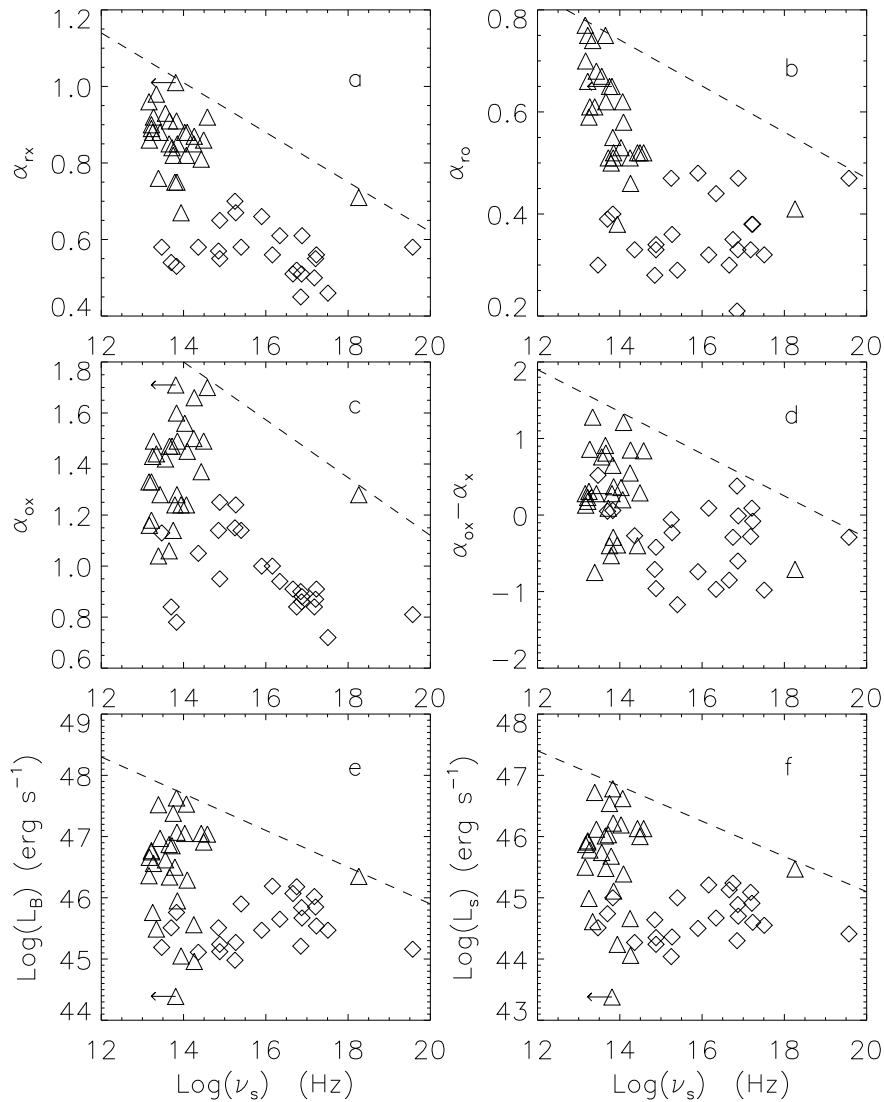 1.2
1.0
0.8
0.6
0.4
α_rx
a
12 14 16 18 20
0.8
0.6
0.4
0.2
α_ro
b
12 14 16 18 20
1.8
1.6
1.4
1.2
1.0
0.8
0.6
α_ox
c
12 14 16 18 20
2
1
0
−1
−2
α_ox−α_x
d
12 14 16 18 20
49
48
47
46
45
44
Log(L_B) (erg s⁻¹)
e
12 14 16 18 20
Log(ν_s) (Hz)
48
47
46
45
44
43
Log(L_s) (erg s⁻¹)
f
12 14 16 18 20
Log(ν_s) (Hz)